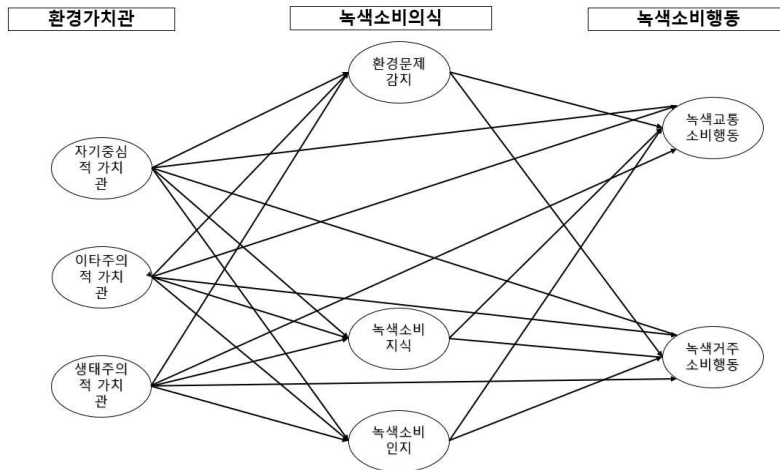 환경가치관
녹색소비의식
녹색소비행동
환경문제
감지
녹색교통
소비행동
자기중심
적 가치
관
이타주의
적 가치
관
녹색소비
지식
녹색거주
소비행동
생태주의
적 가치
관
녹색소비
인지